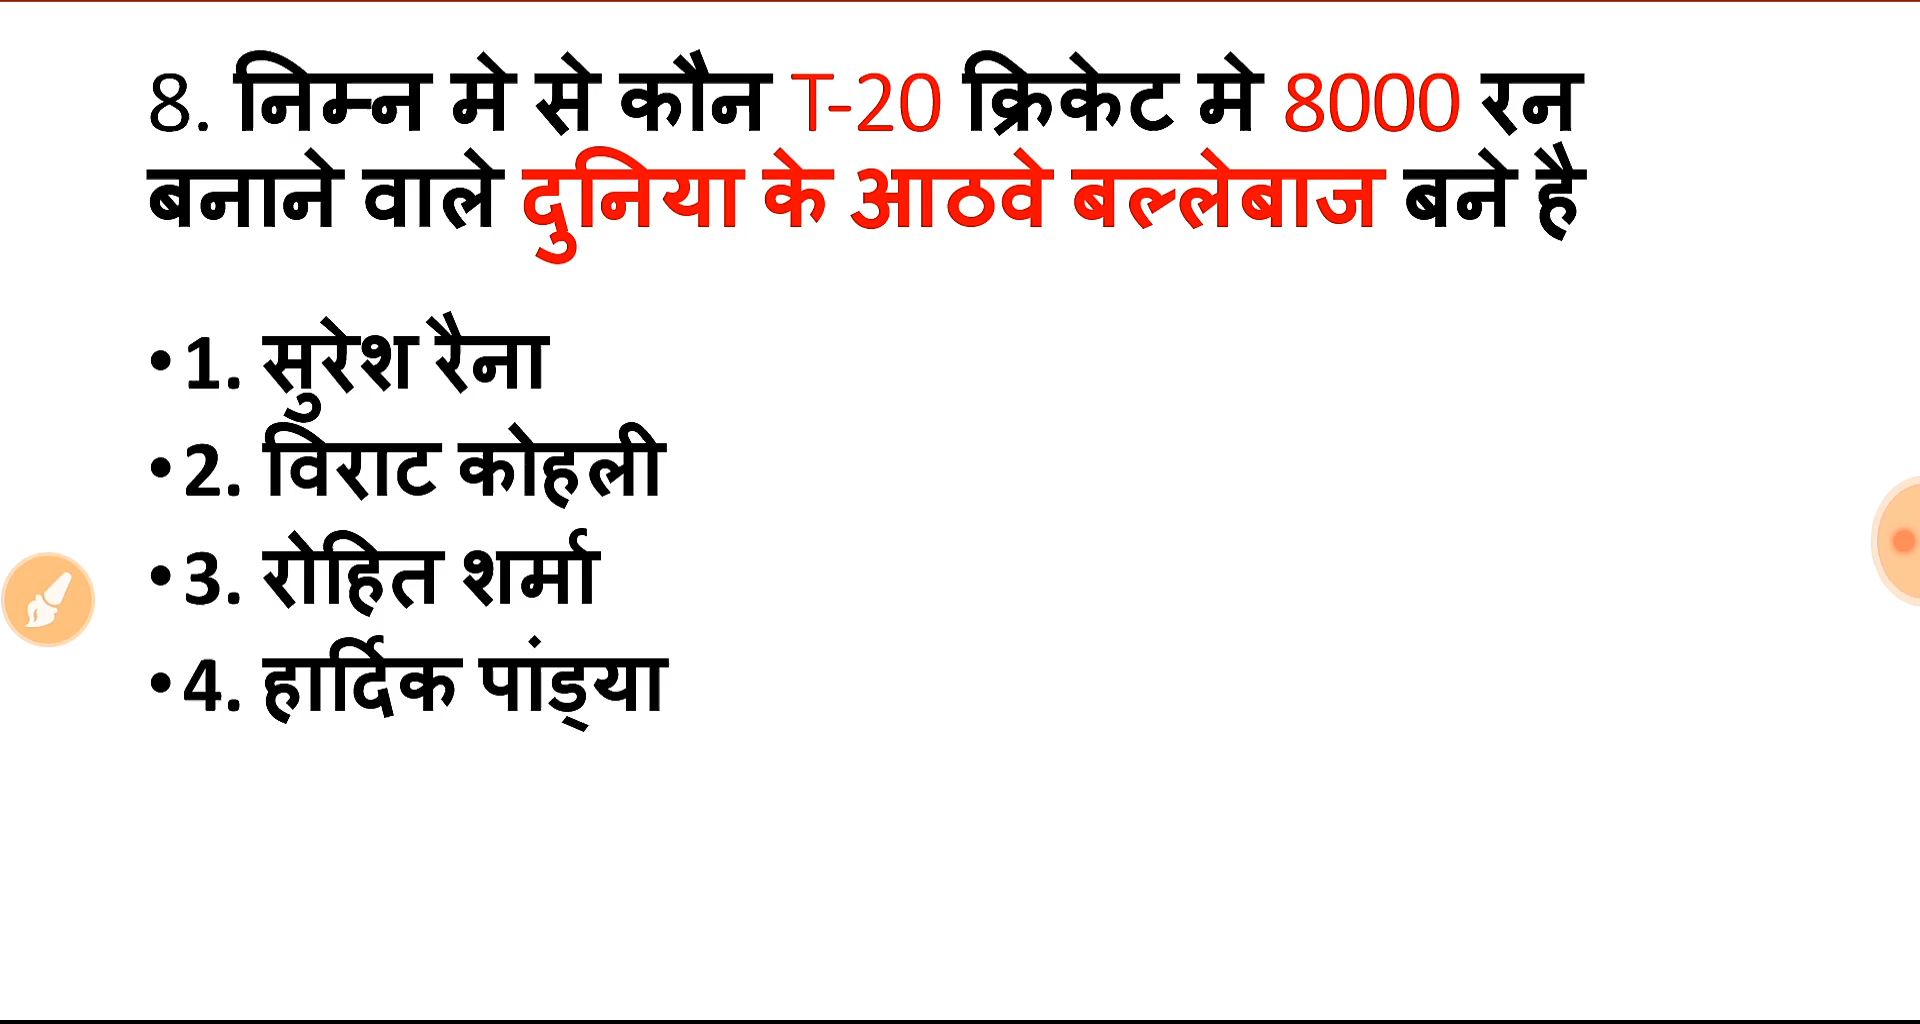 8. निम्न मे से कौन T-20 क्रिकेट मे 8000 रन
बनाने वाले दुनिया के आठवे बल्लेबाज बने है
•1. सुरेश रैना
•2. विराट कोहली
•3. रोहित शर्मा
•4. हार्दिक पांड्या